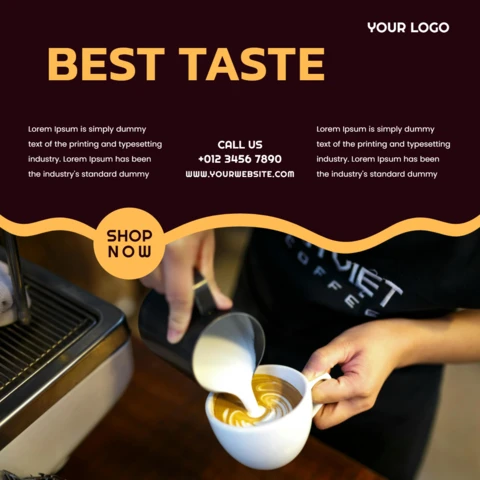 YOUR LOGO
BEST TASTE
Lorem Ipsum is simply dummy
text of the printing and typesetting
industry. Lorem Ipsum has been
the industry's standard dummy
CALL US
+012 3456 7890
WWW.YOURWEBSITE.COM
Lorem Ipsum is simply dummy
text of the printing and typesetting
industry. Lorem Ipsum has been
the industry's standard dummy
SHOP
NOW
COFFEE